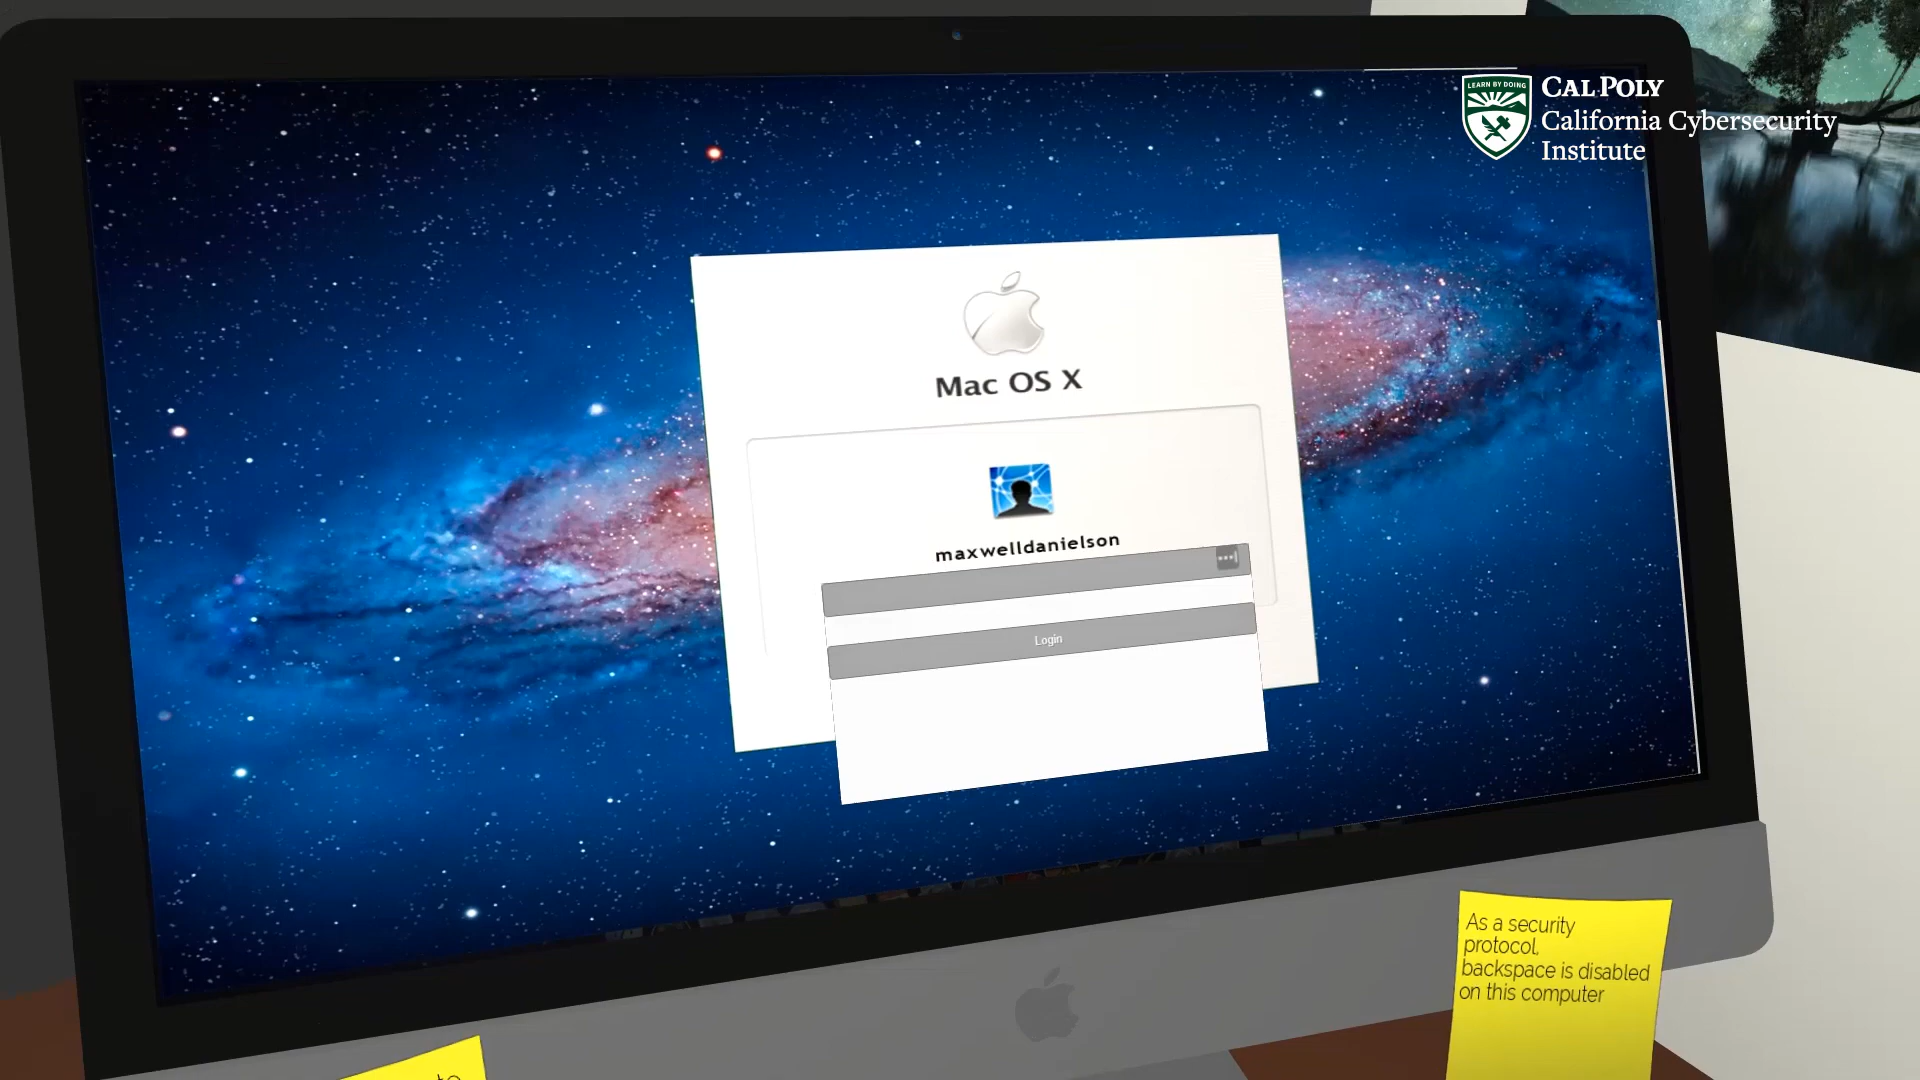 LEARN BY DOING
CAL POLY
California Cybersecurity
Institute
Mac OS X
maxwelldanielson
Login
As a security
protocol,
backspace is disabled
on this computer
to